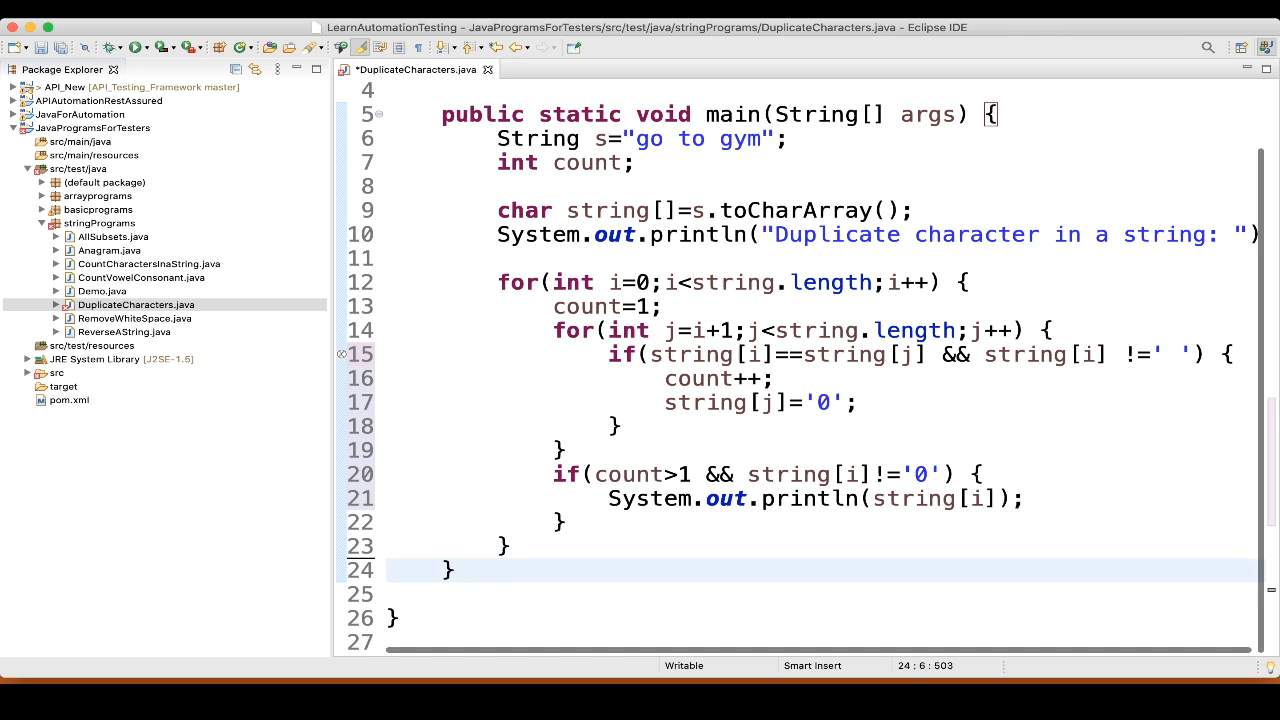 LearnAutomationTesting - JavaProgramsForTesters/src/test/java/stringPrograms/DuplicateCharacters.java - Eclipse IDE
Package Explorer
*DuplicateCharacters.java
> API_New [API_Testing_Framework master]
APIAutomationRestAssured
JavaForAutomation
JavaProgramsForTesters
src/main/java
src/main/resources
src/test/java
(default package)
arrayprograms
basicprograms
stringPrograms
AllSubsets.java
Anagram.java
CountCharactersInaString.java
CountVowelConsonant.java
Demo.java
DuplicateCharacters.java
RemoveWhiteSpace.java
ReverseAString.java
src/test/resources
JRE System Library [J2SE-1.5]
src
target
pom.xml
4
5 public static void main(String[] args) {
6 String s="go to gym";
7 int count;
8
9 char string[]=s.toCharArray();
10 System.out.println("Duplicate character in a string: ")
11
12 for(int i=0;i<string.length;i++) {
13 count=1;
14 for(int j=i+1;j<string.length;j++) {
15 if(string[i]==string[j] && string[i] !=' ') {
16 count++;
17 string[j]='0';
18 }
19 }
20 if(count>1 && string[i]!='0') {
21 System.out.println(string[i]);
22 }
23 }
24 }
25
26 }
27
Writable
Smart Insert
24 : 6 : 503